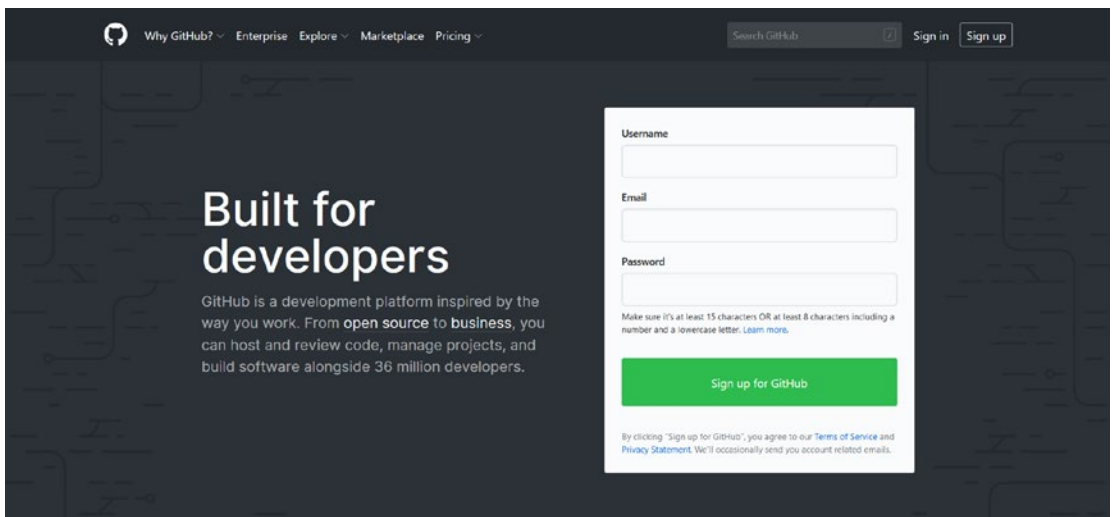 Why GitHub? Enterprise Explore Marketplace Pricing Search GitHub / Sign in Sign up
Built for
developers
GitHub is a development platform inspired by the
way you work. From open source to business, you
can host and review code, manage projects, and
build software alongside 36 million developers.
Username
Email
Password
Make sure it's at least 15 characters OR at least 8 characters including a
number and a lowercase letter. Learn more.
Sign up for GitHub
By clicking "Sign up for GitHub", you agree to our Terms of Service and
Privacy Statement. We'll occasionally send you account related emails.